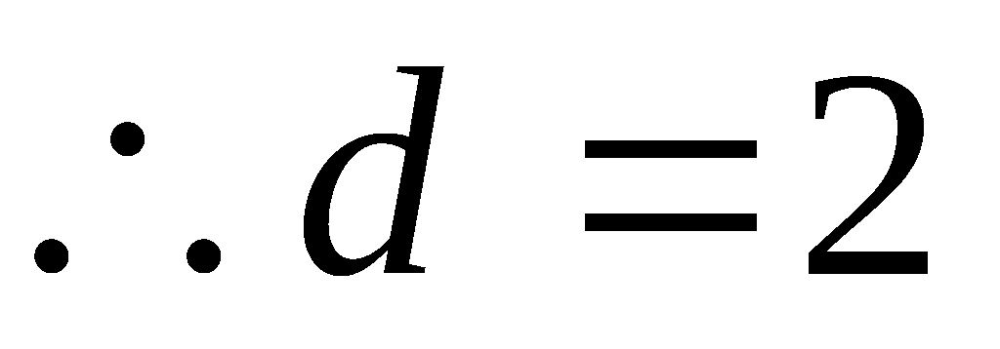 ∴ d = 2